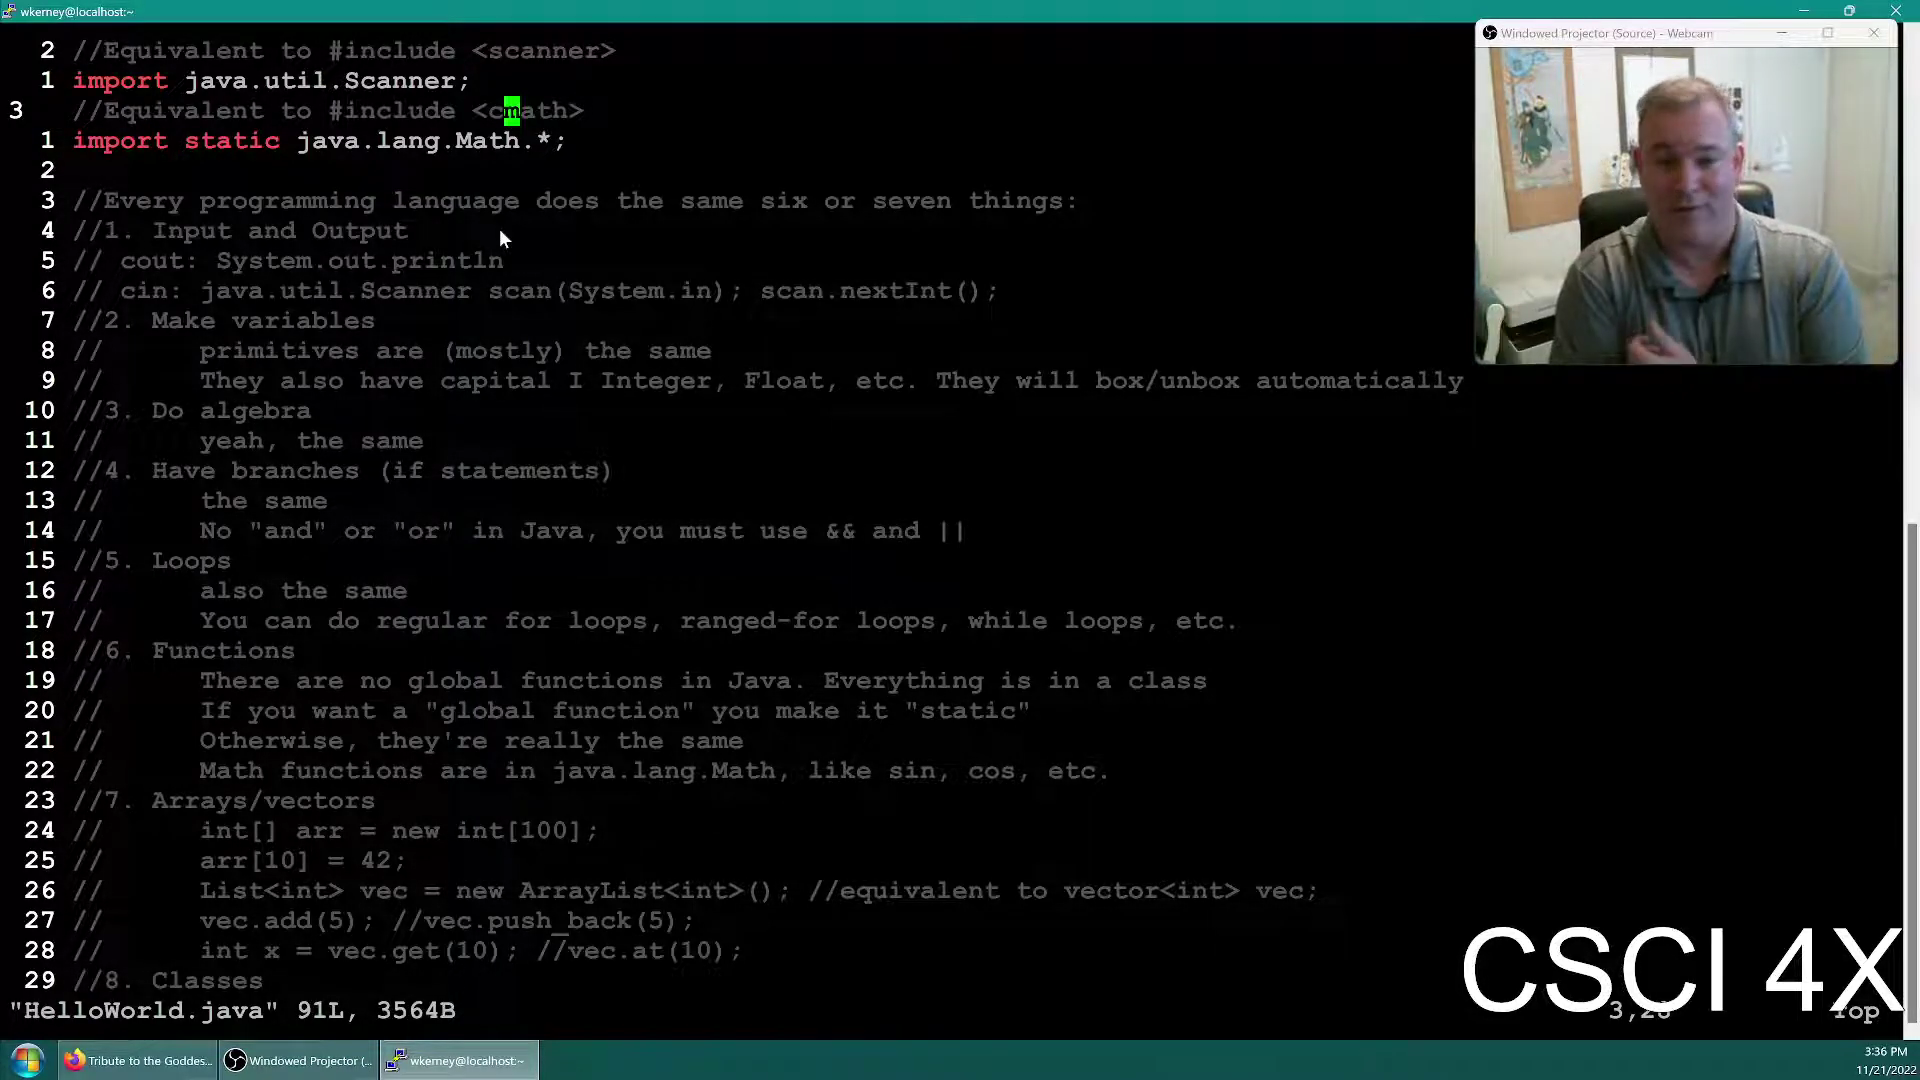 wkerney@localhost:~
2 //Equivalent to #include <scanner>
1 import java.util.Scanner;
3 //Equivalent to #include <cmath>
1 import static java.lang.Math.*;
2
3 //Every programming language does the same six or seven things:
4 //1. Input and Output
5 // cout: System.out.println
6 // cin: java.util.Scanner scan(System.in); scan.nextInt();
7 //2. Make variables
8 // primitives are (mostly) the same
9 // They also have capital I Integer, Float, etc. They will box/unbox automatically
10 //3. Do algebra
11 // yeah, the same
12 //4. Have branches (if statements)
13 // the same
14 // No "and" or "or" in Java, you must use && and ||
15 //5. Loops
16 // also the same
17 // You can do regular for loops, ranged-for loops, while loops, etc.
18 //6. Functions
19 // There are no global functions in Java. Everything is in a class
20 // If you want a "global function" you make it "static"
21 // Otherwise, they're really the same
22 // Math functions are in java.lang.Math, like sin, cos, etc.
23 //7. Arrays/vectors
24 // int[] arr = new int[100];
25 // arr[10] = 42;
26 // List<int> vec = new ArrayList<int>(); //equivalent to vector<int> vec;
27 // vec.add(5); //vec.push_back(5);
28 // int x = vec.get(10); //vec.at(10);
29 //8. Classes
"HelloWorld.java" 91L, 3564B
Top
Windowed Projector (Source) - Webcam
CSCI 4X
Tribute to the Goddes...
Windowed Projector (...
wkerney@localhost:~
3:36 PM
11/21/2022